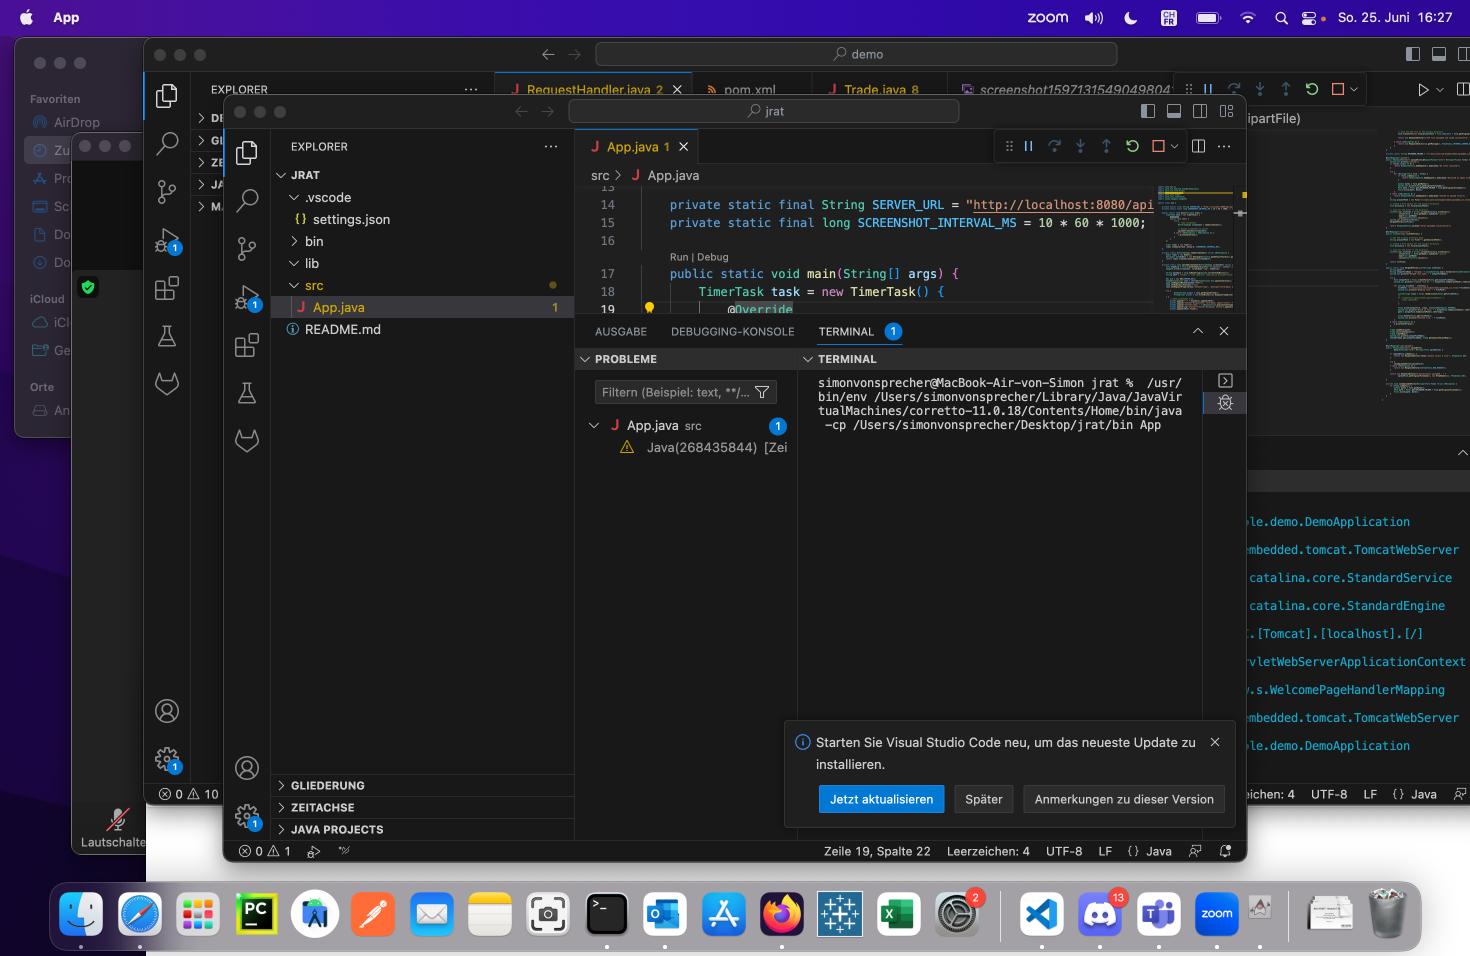 App
zoom
CH
FR
So. 25. Juni 16:27
demo
Favoriten
AirDrop
Zu
Pro
Sc
Do
Do
iCloud
iCl
Ge
Orte
An
Lautschalte
EXPLORER
RequestHandler.java 2
pom.xml
Trade.java 8
ipartFile)
jrat
EXPLORER
App.java 1
JRAT
src > App.java
.vscode
settings.json
bin
lib
src
App.java 1
README.md
13
14 private static final String SERVER_URL = "http://localhost:8080/api
15 private static final long SCREENSHOT_INTERVAL_MS = 10 * 60 * 1000;
16
Run | Debug
17 public static void main(String[] args) {
18 TimerTask task = new TimerTask() {
19 @Override
AUSGABE DEBUGGING-KONSOLE TERMINAL 1
PROBLEME
TERMINAL
Filtern (Beispiel: text, **/...
App.java src 1
Java(268435844) [Zei
simonvonsprecher@MacBook-Air-von-Simon jrat % /usr/
bin/env /Users/simonvonsprecher/Library/Java/JavaVir
tualMachines/corretto-11.0.18/Contents/Home/bin/java
-cp /Users/simonvonsprecher/Desktop/jrat/bin App
le.demo.DemoApplication
embedded.tomcat.TomcatWebServer
catalina.core.StandardService
catalina.core.StandardEngine
.[Tomcat].[localhost].[/]
rvletWebServerApplicationContext
.s.WelcomePageHandlerMapping
embedded.tomcat.TomcatWebServer
le.demo.DemoApplication
Starten Sie Visual Studio Code neu, um das neueste Update zu
installieren.
Jetzt aktualisieren
Später
Anmerkungen zu dieser Version
GLIEDERUNG
ZEITACHSE
JAVA PROJECTS
1
1
1
1
0 10
eichen: 4 UTF-8 LF {} Java
0 1
Zeile 19, Spalte 22 Leerzeichen: 4 UTF-8 LF {} Java
PC
2
13
zoom